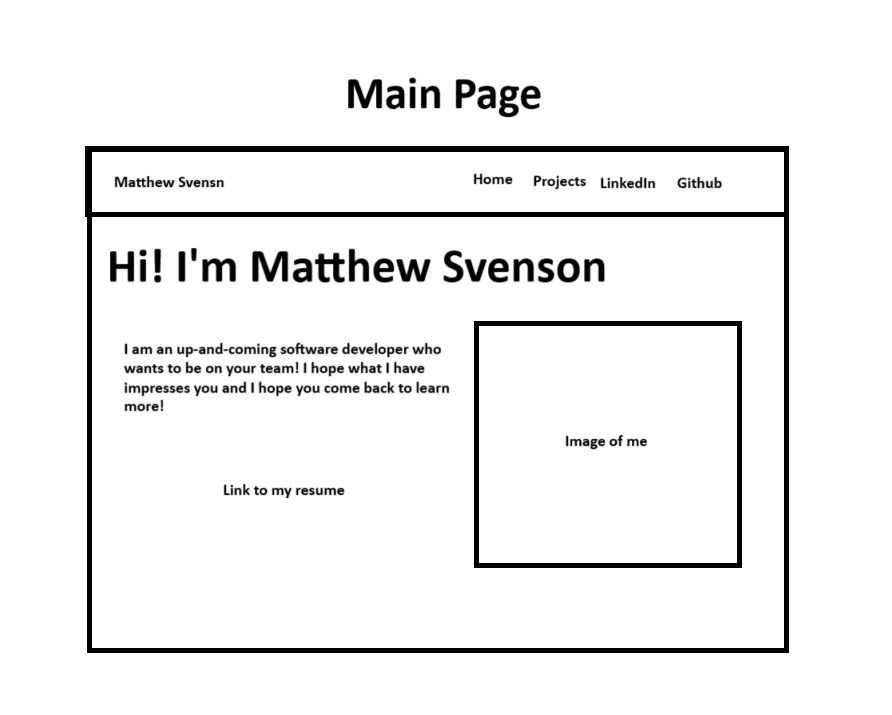 Main Page
Matthew Svensn
Home Projects LinkedIn Github
Hi! I'm Matthew Svenson
I am an up-and-coming software developer who
wants to be on your team! I hope what I have
impresses you and I hope you come back to learn
more!
Image of me
Link to my resume